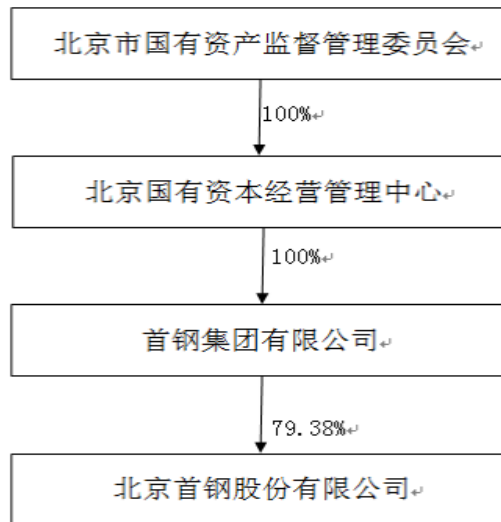 北京市国有资产监督管理委员会
100%
北京国有资本经营管理中心
100%
首钢集团有限公司
79.38%
北京首钢股份有限公司